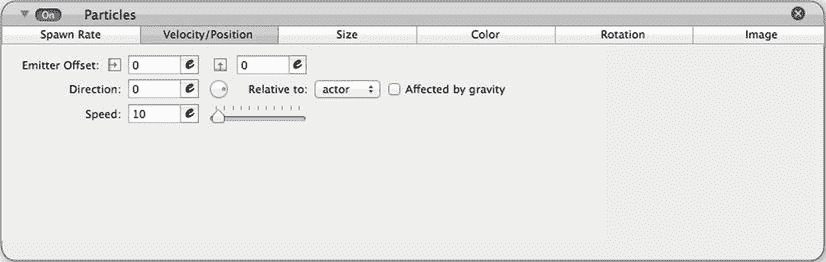 On Particles
Spawn Rate Velocity/Position Size Color Rotation Image
Emitter Offset: 0 e 0 e
Direction: 0 e Relative to: actor Affected by gravity
Speed: 10 e